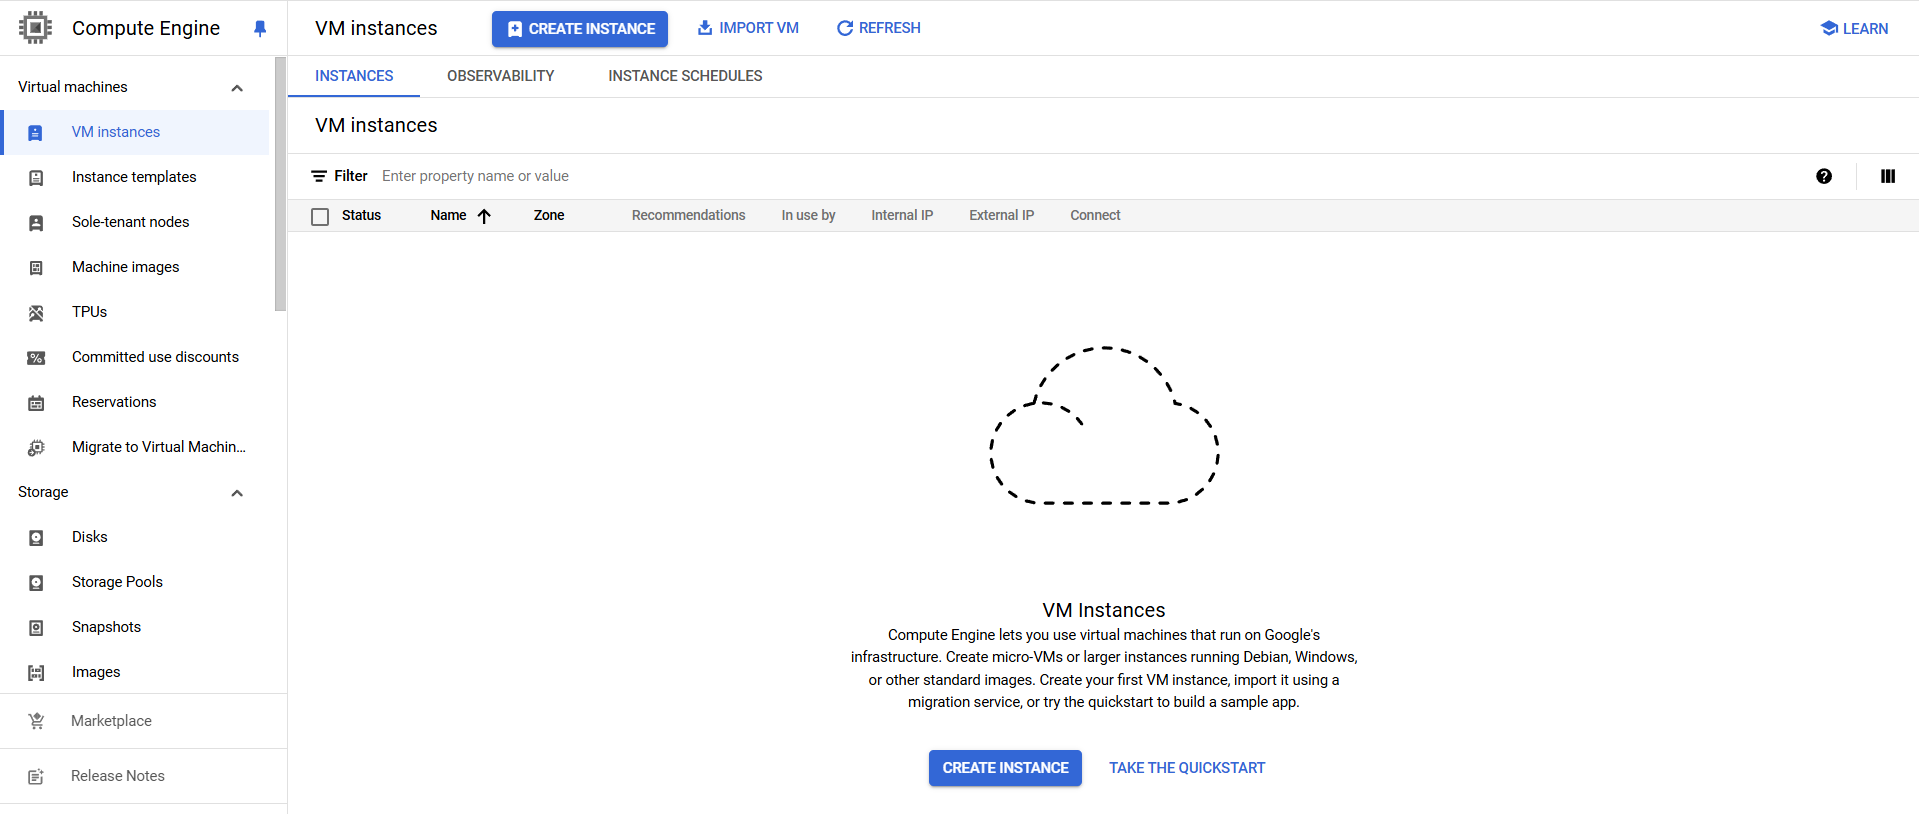 Compute Engine
VM instances
CREATE INSTANCE
IMPORT VM
REFRESH
LEARN
Virtual machines
VM instances
Instance templates
Sole-tenant nodes
Machine images
TPUs
Committed use discounts
Reservations
Migrate to Virtual Machin...
Storage
Disks
Storage Pools
Snapshots
Images
Marketplace
Release Notes
INSTANCES
OBSERVABILITY
INSTANCE SCHEDULES
VM instances
Filter Enter property name or value
Status Name Zone Recommendations In use by Internal IP External IP Connect
VM Instances
Compute Engine lets you use virtual machines that run on Google's
infrastructure. Create micro-VMs or larger instances running Debian, Windows,
or other standard images. Create your first VM instance, import it using a
migration service, or try the quickstart to build a sample app.
CREATE INSTANCE
TAKE THE QUICKSTART